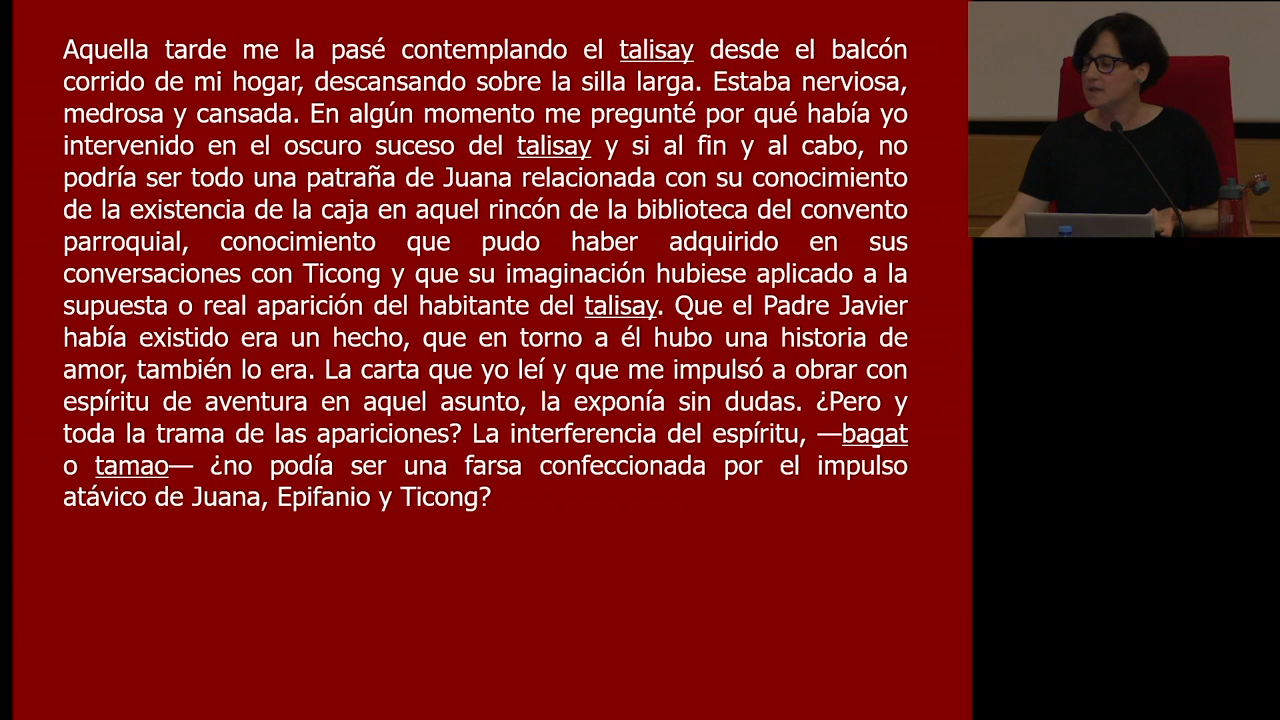 Aquella tarde me la pasé contemplando el talisay desde el balcón
corrido de mi hogar, descansando sobre la silla larga. Estaba nerviosa,
medrosa y cansada. En algún momento me pregunté por qué había yo
intervenido en el oscuro suceso del talisay y si al fin y al cabo, no
podría ser todo una patraña de Juana relacionada con su conocimiento
de la existencia de la caja en aquel rincón de la biblioteca del convento
parroquial, conocimiento que pudo haber adquirido en sus
conversaciones con Ticong y que su imaginación hubiese aplicado a la
supuesta o real aparición del habitante del talisay. Que el Padre Javier
había existido era un hecho, que en torno a él hubo una historia de
amor, también lo era. La carta que yo leí y que me impulsó a obrar con
espíritu de aventura en aquel asunto, la exponía sin dudas. ¿Pero y
toda la trama de las apariciones? La interferencia del espíritu, —bagat
o tamao— ¿no podía ser una farsa confeccionada por el impulso
atávico de Juana, Epifanio y Ticong?